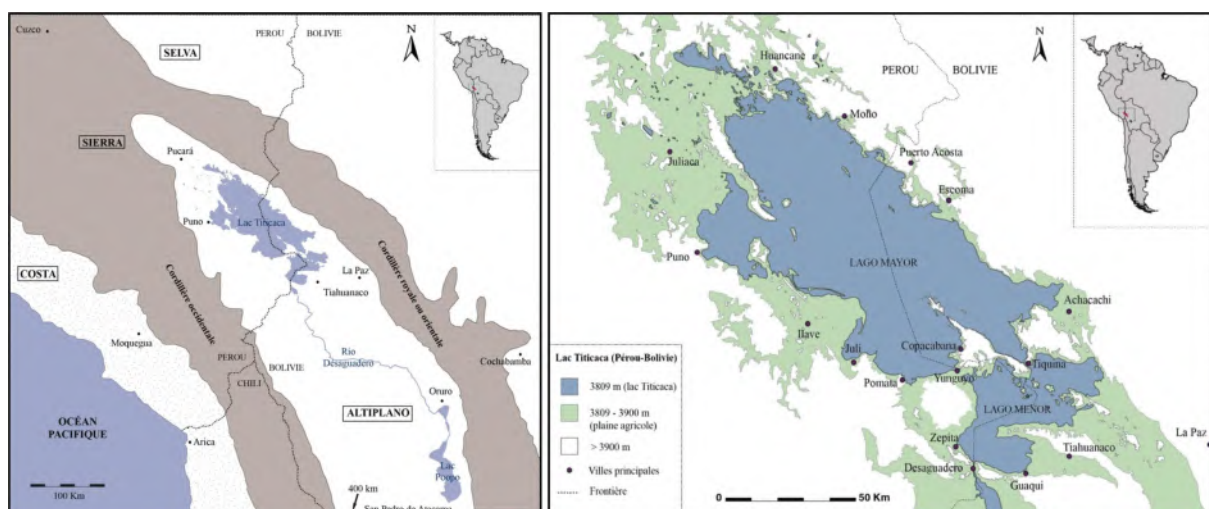 Cuzco
SELVA
PEROU
BOLIVIE
N
SIERRA
Pucará
Puno
Lac Titicaca
COSTA
La Paz
Tiahuanaco
Cordillère occidentale
Cordillère royale ou orientale
Moquegua
Rio
Désaguadero
Cochabamba
PEROU
BOLIVIE
CHILI
Oruro
ALTIPLANO
OCÉAN
PACIFIQUE
Arica
Lac
Poopo
100 Km
400 km
San Pedro de Atacama
N
Huancane
PEROU
BOLIVIE
Moño
Juliaca
Puerto Acosta
Escoma
Puno
LAGO MAYOR
Achacachi
Ilave
Copacabana
Juli
Tiquina
Yunguyo
Pomata
LAGO MENOR
La Paz
Zepita
Tiahuanaco
Desaguadero
Guaqui
Lac Titicaca (Pérou-Bolivie)
3809 m (lac Titicaca)
3809 - 3900 m
(plaine agricole)
> 3900 m
Villes principales
Frontière
0
50 Km